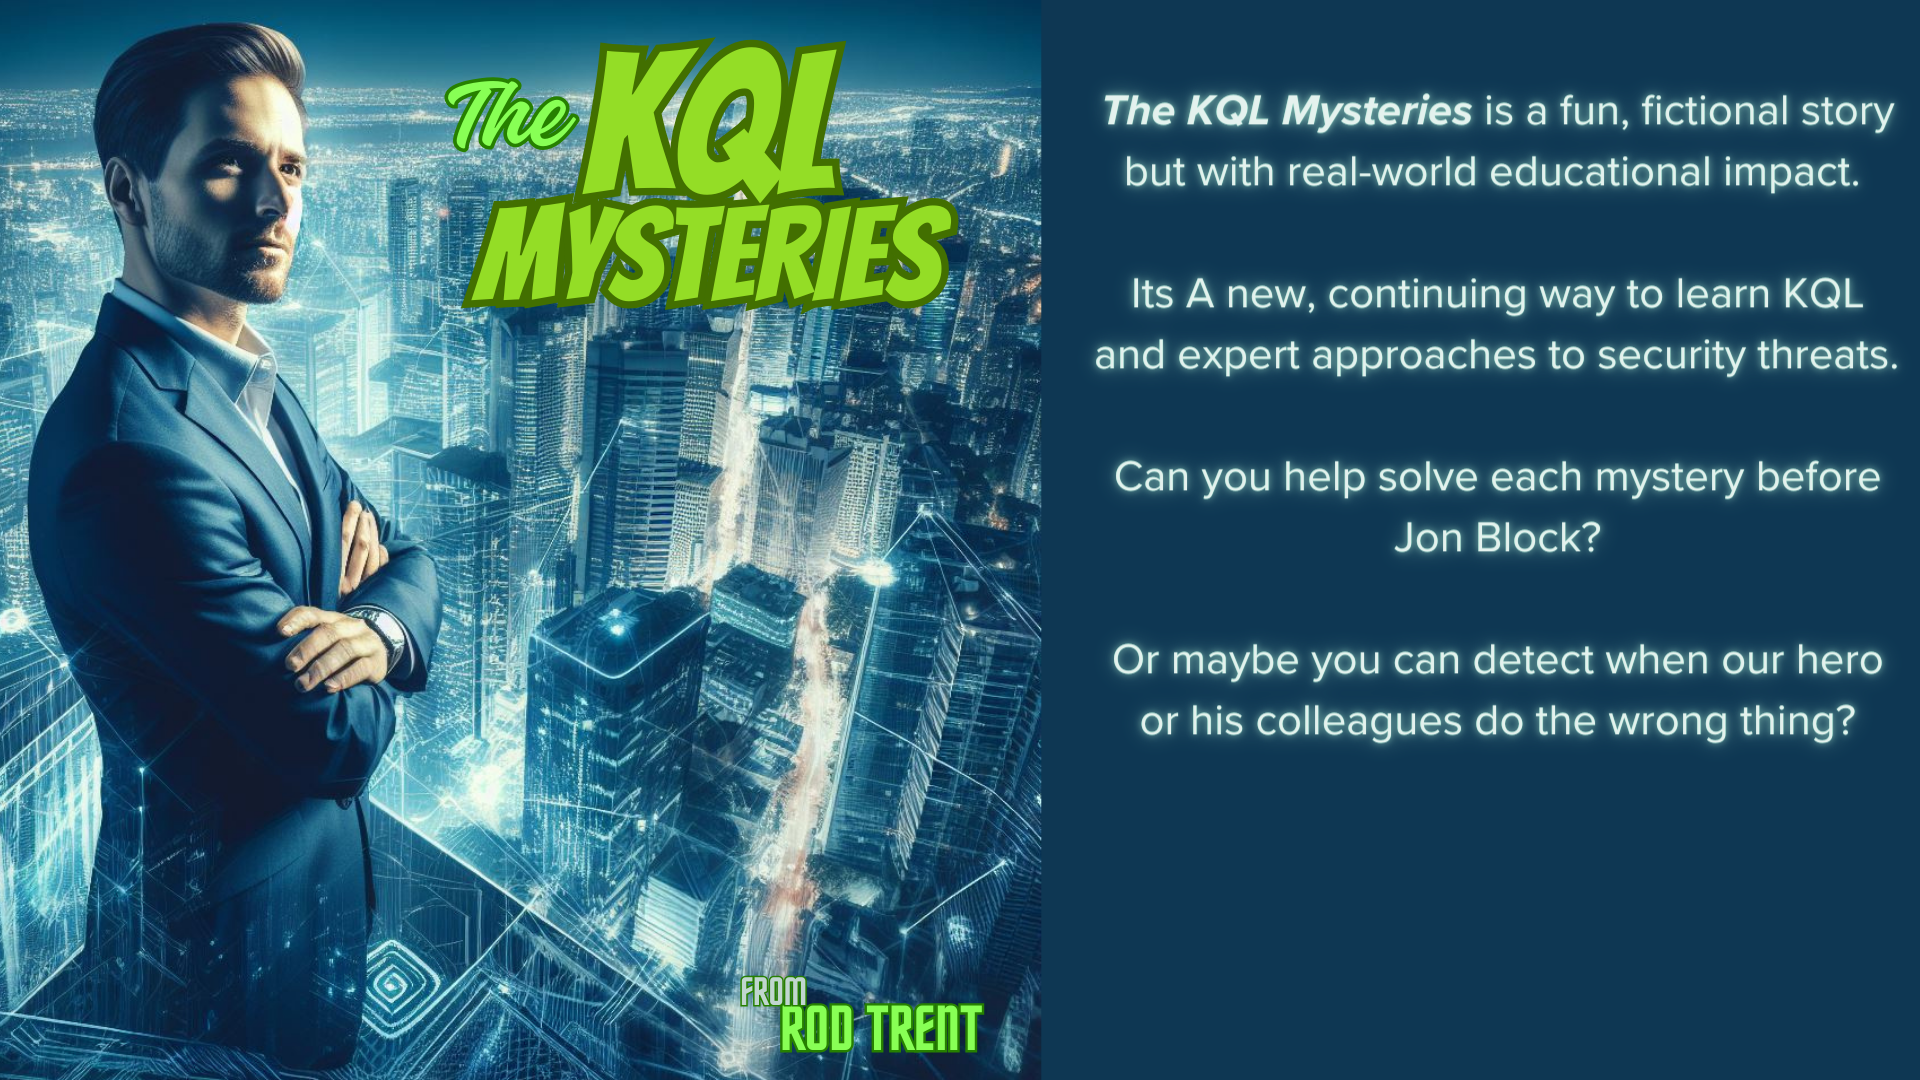 The KQL
MYSTERIES
FROM
ROD TRENT
The KQL Mysteries is a fun, fictional story
but with real-world educational impact.
Its A new, continuing way to learn KQL
and expert approaches to security threats.
Can you help solve each mystery before
Jon Block?
Or maybe you can detect when our hero
or his colleagues do the wrong thing?